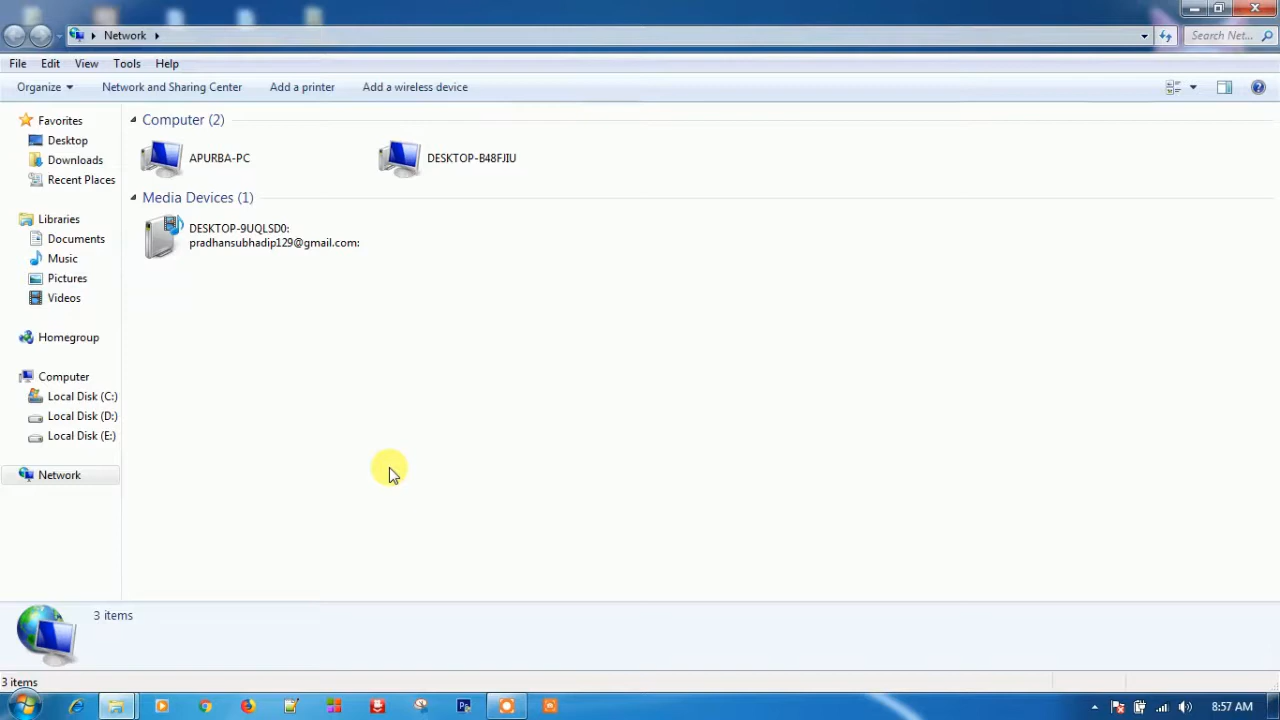 Network
Search Net...
File Edit View Tools Help
Organize Network and Sharing Center Add a printer Add a wireless device
Favorites
Desktop
Downloads
Recent Places
Libraries
Documents
Music
Pictures
Videos
Homegroup
Computer
Local Disk (C:)
Local Disk (D:)
Local Disk (E:)
Network
Computer (2)
APURBA-PC DESKTOP-B48FJIU
Media Devices (1)
DESKTOP-9UQLSD0:
pradhansubhadip129@gmail.com:
3 items
3 items
Ps
8:57 AM